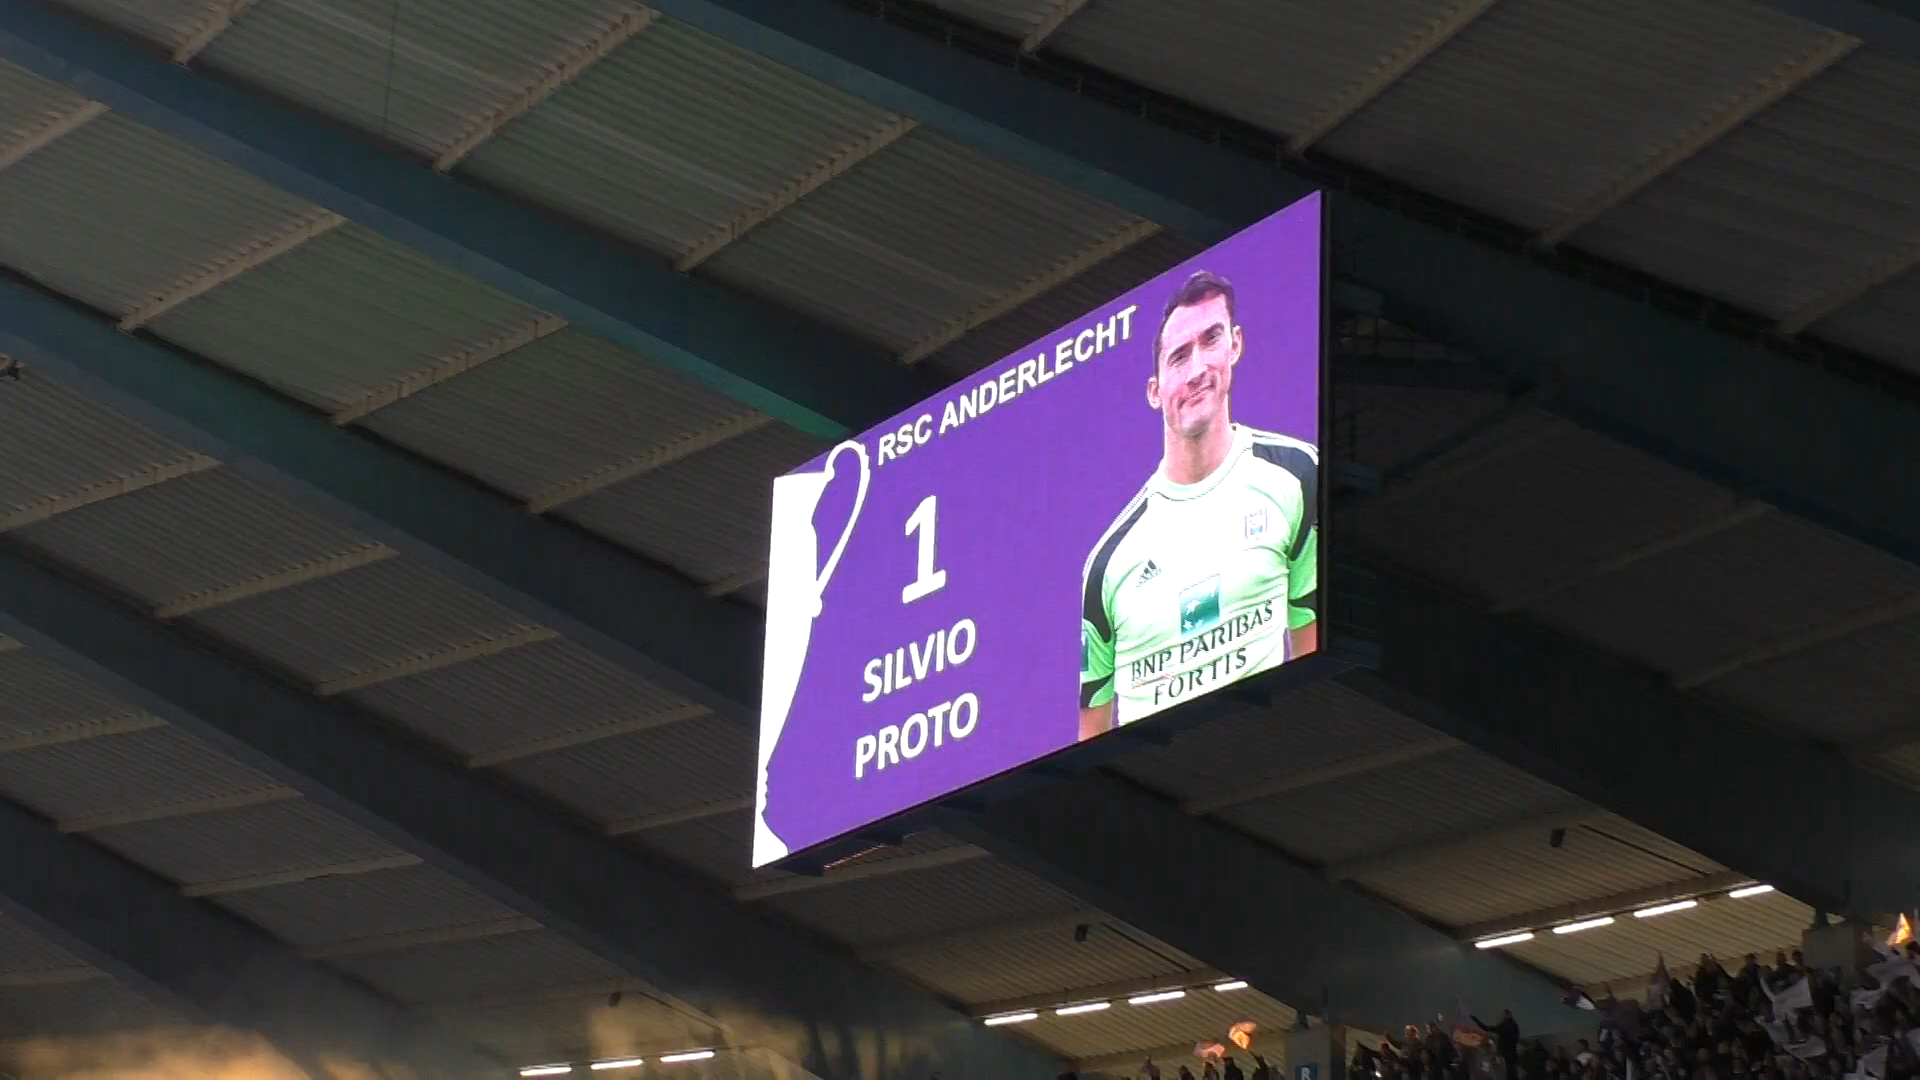 RSC ANDERLECHT
1
SILVIO
PROTO
BNP PARIBAS
FORTIS